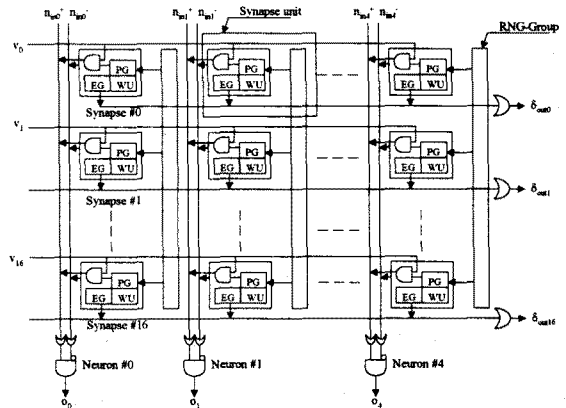 n_in0^+ n_in0^- n_in1^+ n_in1^- Synapse unit n_in4^+ n_in4^- RNG-Group
v_0
PG PG PG
EG WU EG WU EG WU
Synapse #0 δ_out0
v_1
PG PG PG
EG WU EG WU EG WU
Synapse #1 δ_out1
v_16
PG PG PG
EG WU EG WU EG WU
Synapse #16 δ_out16
Neuron #0 Neuron #1 Neuron #4
o_0 o_1 o_4